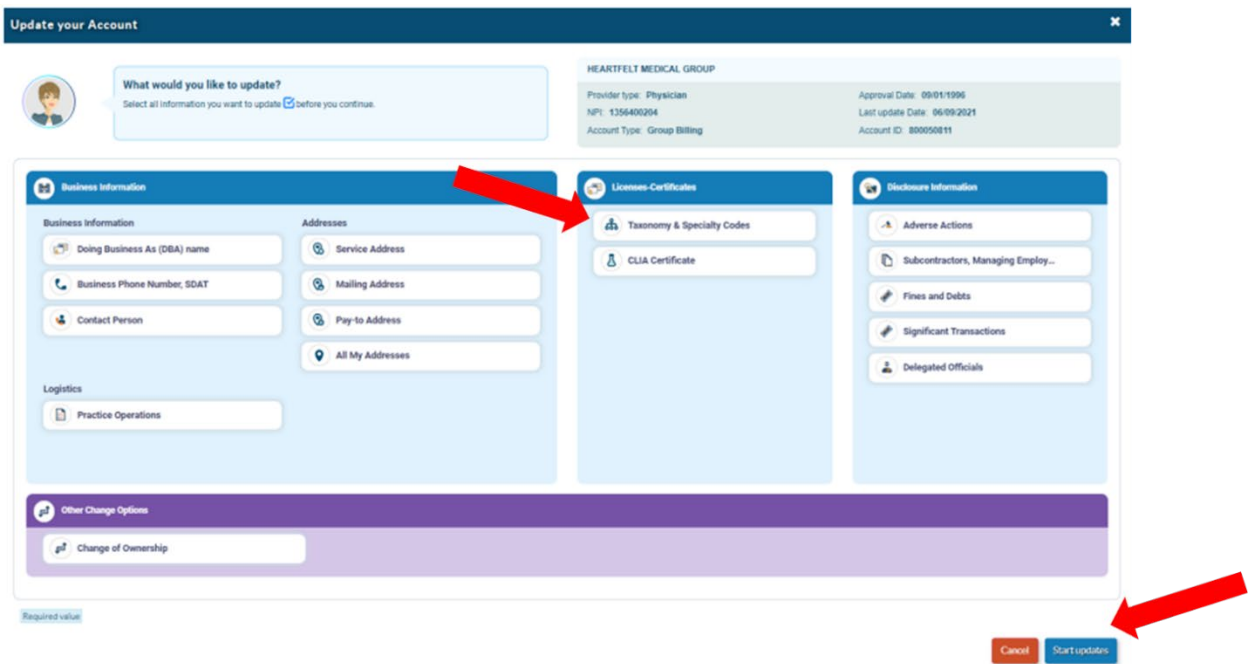 Update your Account
What would you like to update?
Select all information you want to update before you continue.
HEARTFELT MEDICAL GROUP
Provider type: Physician
NPI: 1356400204
Account Type: Group Billing
Approval Date: 09/01/1996
Last update Date: 06/09/2021
Account ID: 800050811
Business Information
Business Information
Doing Business As (DBA) name
Business Phone Number, SDAT
Contact Person
Logistics
Practice Operations
Addresses
Service Address
Mailing Address
Pay-to Address
All My Addresses
Licenses-Certificates
Taxonomy & Specialty Codes
CLIA Certificate
Disclosure Information
Adverse Actions
Subcontractors, Managing Employ...
Fines and Debts
Significant Transactions
Delegated Officials
Other Change Options
Change of Ownership
Required value
Cancel
Start updates